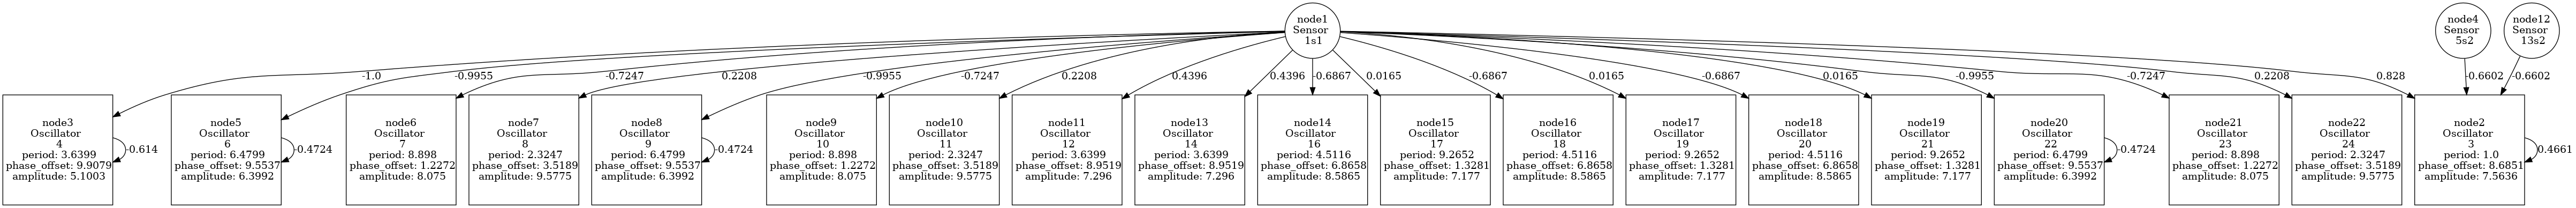 node1
Sensor
1s1
node4
Sensor
5s2
node12
Sensor
13s2
-1.0
-0.9955
-0.7247
0.2208
-0.9955
-0.7247
0.2208
0.4396
0.4396
-0.6867
0.0165
-0.6867
0.0165
-0.6867
0.0165
-0.9955
-0.7247
0.2208
0.828
-0.6602
-0.6602
node3
Oscillator
4
period: 3.6399
phase_offset: 9.9079
amplitude: 5.1003
-0.614
node5
Oscillator
6
period: 6.4799
phase_offset: 9.5537
amplitude: 6.3992
-0.4724
node6
Oscillator
7
period: 8.898
phase_offset: 1.2272
amplitude: 8.075
node7
Oscillator
8
period: 2.3247
phase_offset: 3.5189
amplitude: 9.5775
node8
Oscillator
9
period: 6.4799
phase_offset: 9.5537
amplitude: 6.3992
-0.4724
node9
Oscillator
10
period: 8.898
phase_offset: 1.2272
amplitude: 8.075
node10
Oscillator
11
period: 2.3247
phase_offset: 3.5189
amplitude: 9.5775
node11
Oscillator
12
period: 3.6399
phase_offset: 8.9519
amplitude: 7.296
node13
Oscillator
14
period: 3.6399
phase_offset: 8.9519
amplitude: 7.296
node14
Oscillator
16
period: 4.5116
phase_offset: 6.8658
amplitude: 8.5865
node15
Oscillator
17
period: 9.2652
phase_offset: 1.3281
amplitude: 7.177
node16
Oscillator
18
period: 4.5116
phase_offset: 6.8658
amplitude: 8.5865
node17
Oscillator
19
period: 9.2652
phase_offset: 1.3281
amplitude: 7.177
node18
Oscillator
20
period: 4.5116
phase_offset: 6.8658
amplitude: 8.5865
node19
Oscillator
21
period: 9.2652
phase_offset: 1.3281
amplitude: 7.177
node20
Oscillator
22
period: 6.4799
phase_offset: 9.5537
amplitude: 6.3992
-0.4724
node21
Oscillator
23
period: 8.898
phase_offset: 1.2272
amplitude: 8.075
node22
Oscillator
24
period: 2.3247
phase_offset: 3.5189
amplitude: 9.5775
node2
Oscillator
3
period: 1.0
phase_offset: 8.6851
amplitude: 7.5636
0.4661